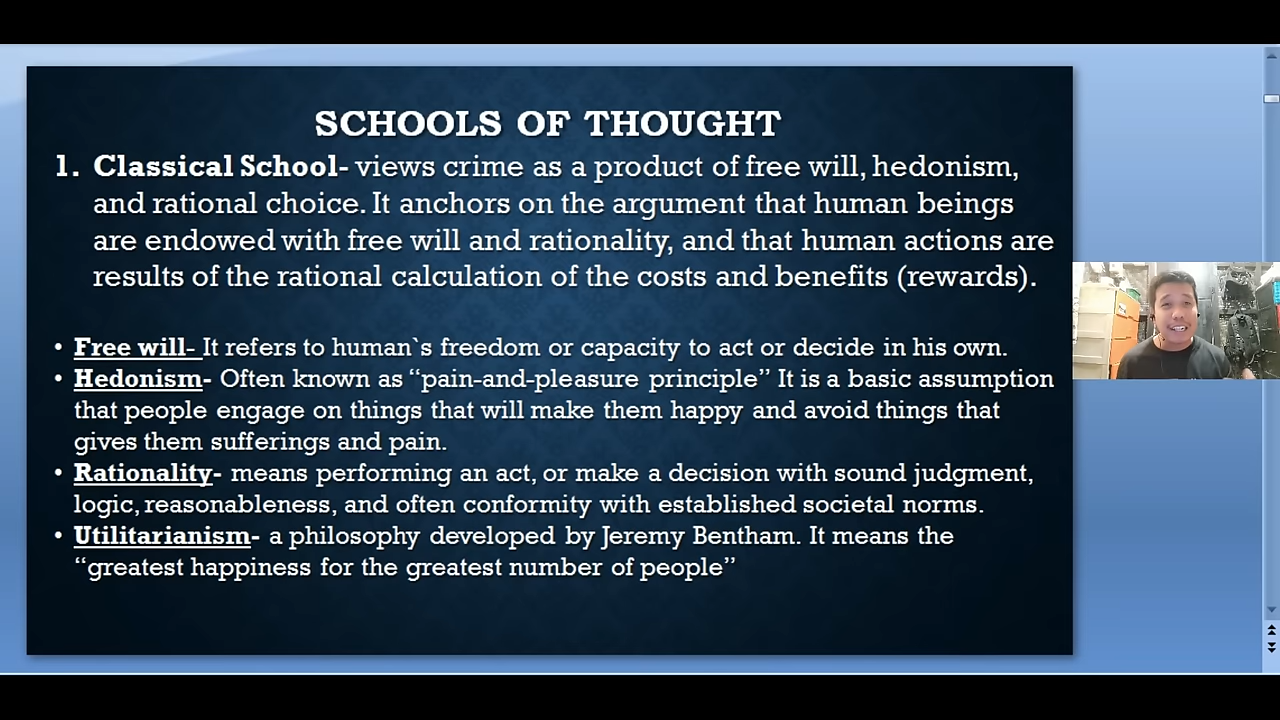 SCHOOLS OF THOUGHT
1. Classical School- views crime as a product of free will, hedonism,
and rational choice. It anchors on the argument that human beings
are endowed with free will and rationality, and that human actions are
results of the rational calculation of the costs and benefits (rewards).
• Free will- It refers to human`s freedom or capacity to act or decide in his own.
• Hedonism- Often known as “pain-and-pleasure principle” It is a basic assumption
that people engage on things that will make them happy and avoid things that
gives them sufferings and pain.
• Rationality- means performing an act, or make a decision with sound judgment,
logic, reasonableness, and often conformity with established societal norms.
• Utilitarianism- a philosophy developed by Jeremy Bentham. It means the
“greatest happiness for the greatest number of people”